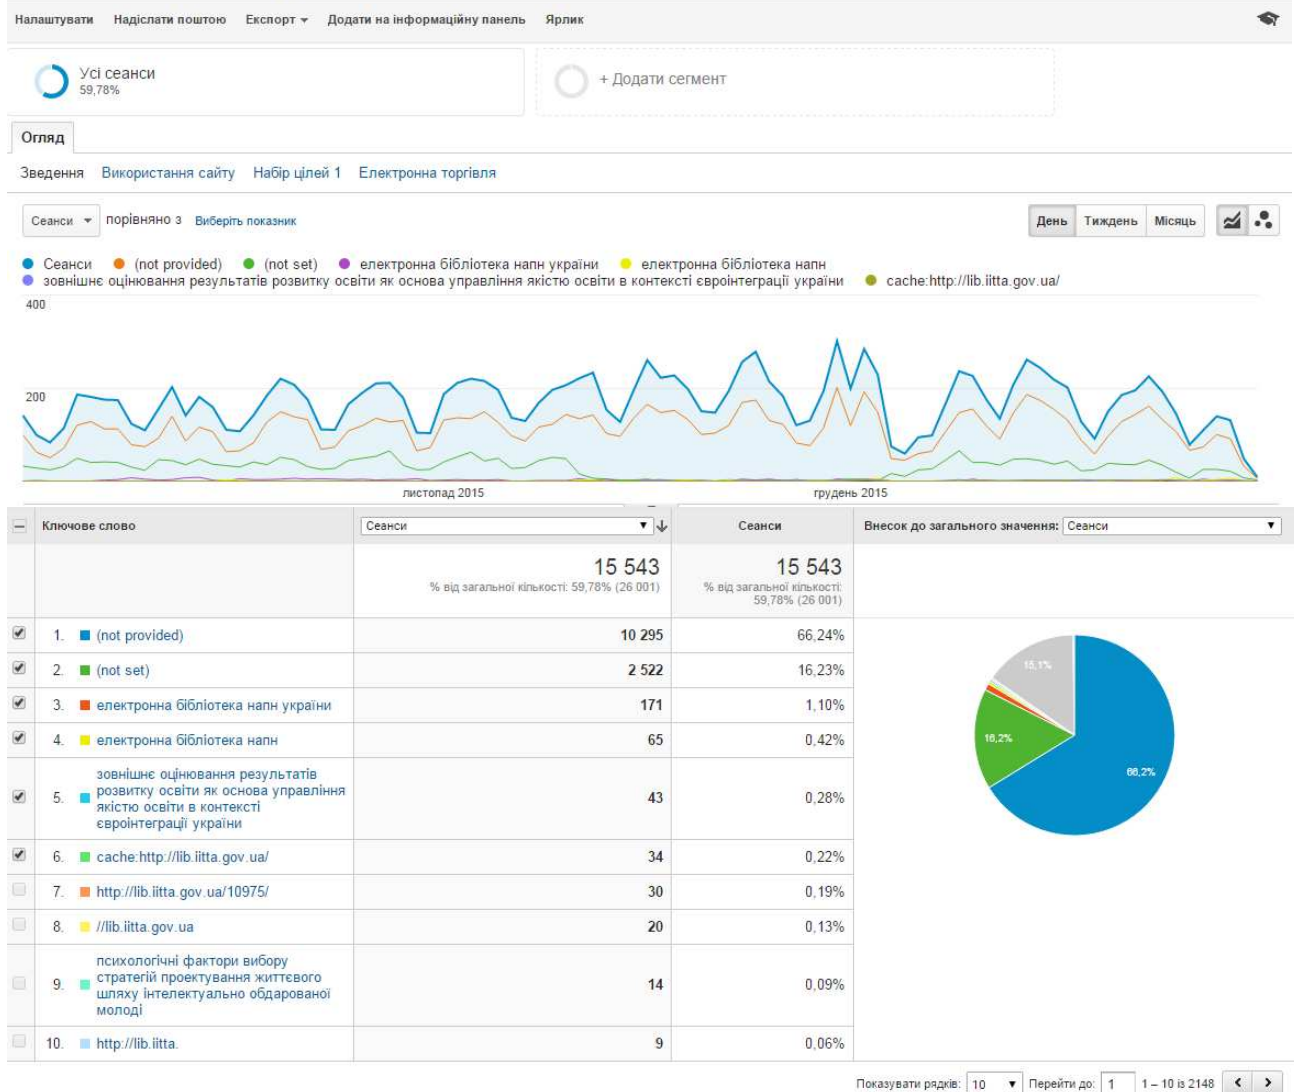 Налаштувати Надіслати поштою Експорт Додати на інформаційну панель Ярлик
Усі сеанси
59,78%
+ Додати сегмент
Огляд
Зведення Використання сайту Набір цілей 1 Електронна торгівля
Сеанси порівняно з Виберіть показник День Тиждень Місяць
Сеанси (not provided) (not set) електронна бібліотека напн україни електронна бібліотека напн
зовнішнє оцінювання результатів розвитку освіти як основа управління якістю освіти в контексті євроінтеграції україни cache:http://lib.iitta.gov.ua/
400
200
листопад 2015 грудень 2015
Ключове слово Сеанси Сеанси Внесок до загального значення: Сеанси
15 543 15 543
% від загальної кількості: 59,78% (26 001) % від загальної кількості:
59,78% (26 001)
1. (not provided) 10 295 66,24%
2. (not set) 2 522 16,23%
3. електронна бібліотека напн україни 171 1,10%
4. електронна бібліотека напн 65 0,42%
зовнішнє оцінювання результатів
розвитку освіти як основа управління
5. якістю освіти в контексті 43 0,28%
євроінтеграції україни
6. cache:http://lib.iitta.gov.ua/ 34 0,22%
7. http://lib.iitta.gov.ua/10975/ 30 0,19%
8. //lib.iitta.gov.ua 20 0,13%
психологічні фактори вибору
стратегій проектування життєвого
9. шляху інтелектуально обдарованої 14 0,09%
молоді
10. http://lib.iitta. 9 0,06%
15,1%
16,2%
66,2%
Показувати рядків: 10 Перейти до: 1 1 – 10 із 2148